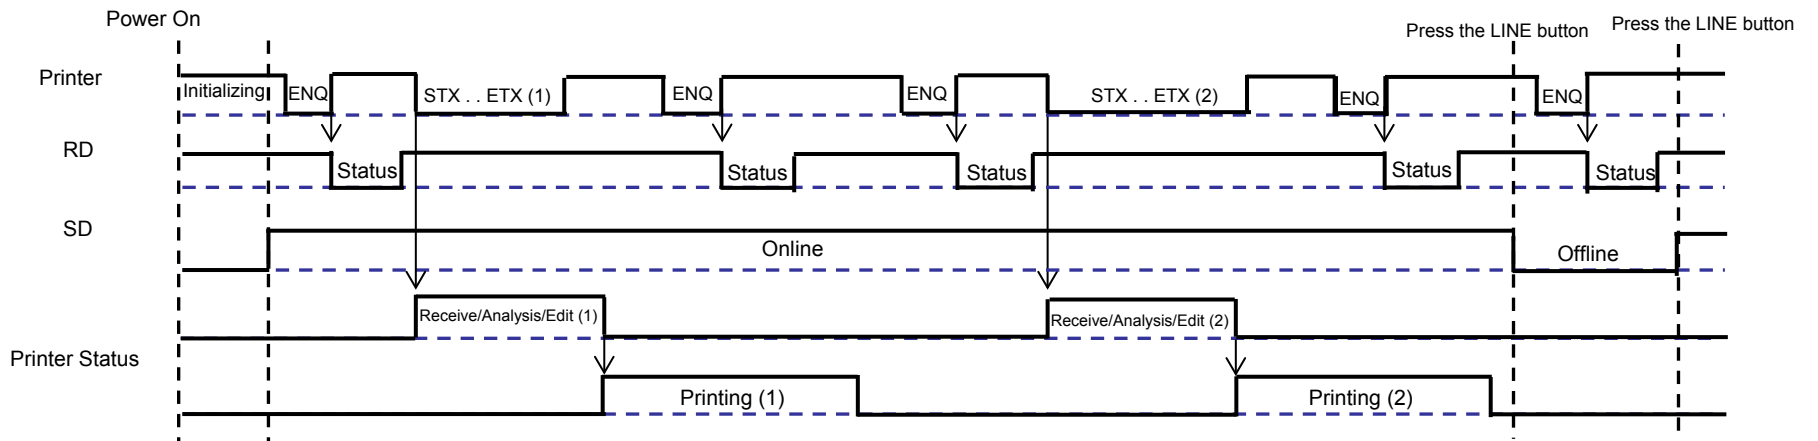 Power On
Press the LINE button
Press the LINE button
Printer
Initializing
ENQ
STX . . ETX (1)
ENQ
ENQ
STX . . ETX (2)
ENQ
ENQ
RD
Status
Status
Status
Status
Status
SD
Online
Offline
Receive/Analysis/Edit (1)
Receive/Analysis/Edit (2)
Printer Status
Printing (1)
Printing (2)